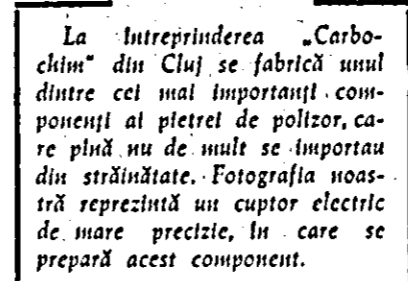 La Intreprinderea „Carbo-
chim" din Cluj se fabrică unul
dintre cei mai importanți com-
ponenți ai pietrei de polizor, ca-
re pînă nu de mult se importau
din străinătate. Fotografia noas-
tră reprezintă un cuptor electric
de mare precizie, în care se
prepară acest component.